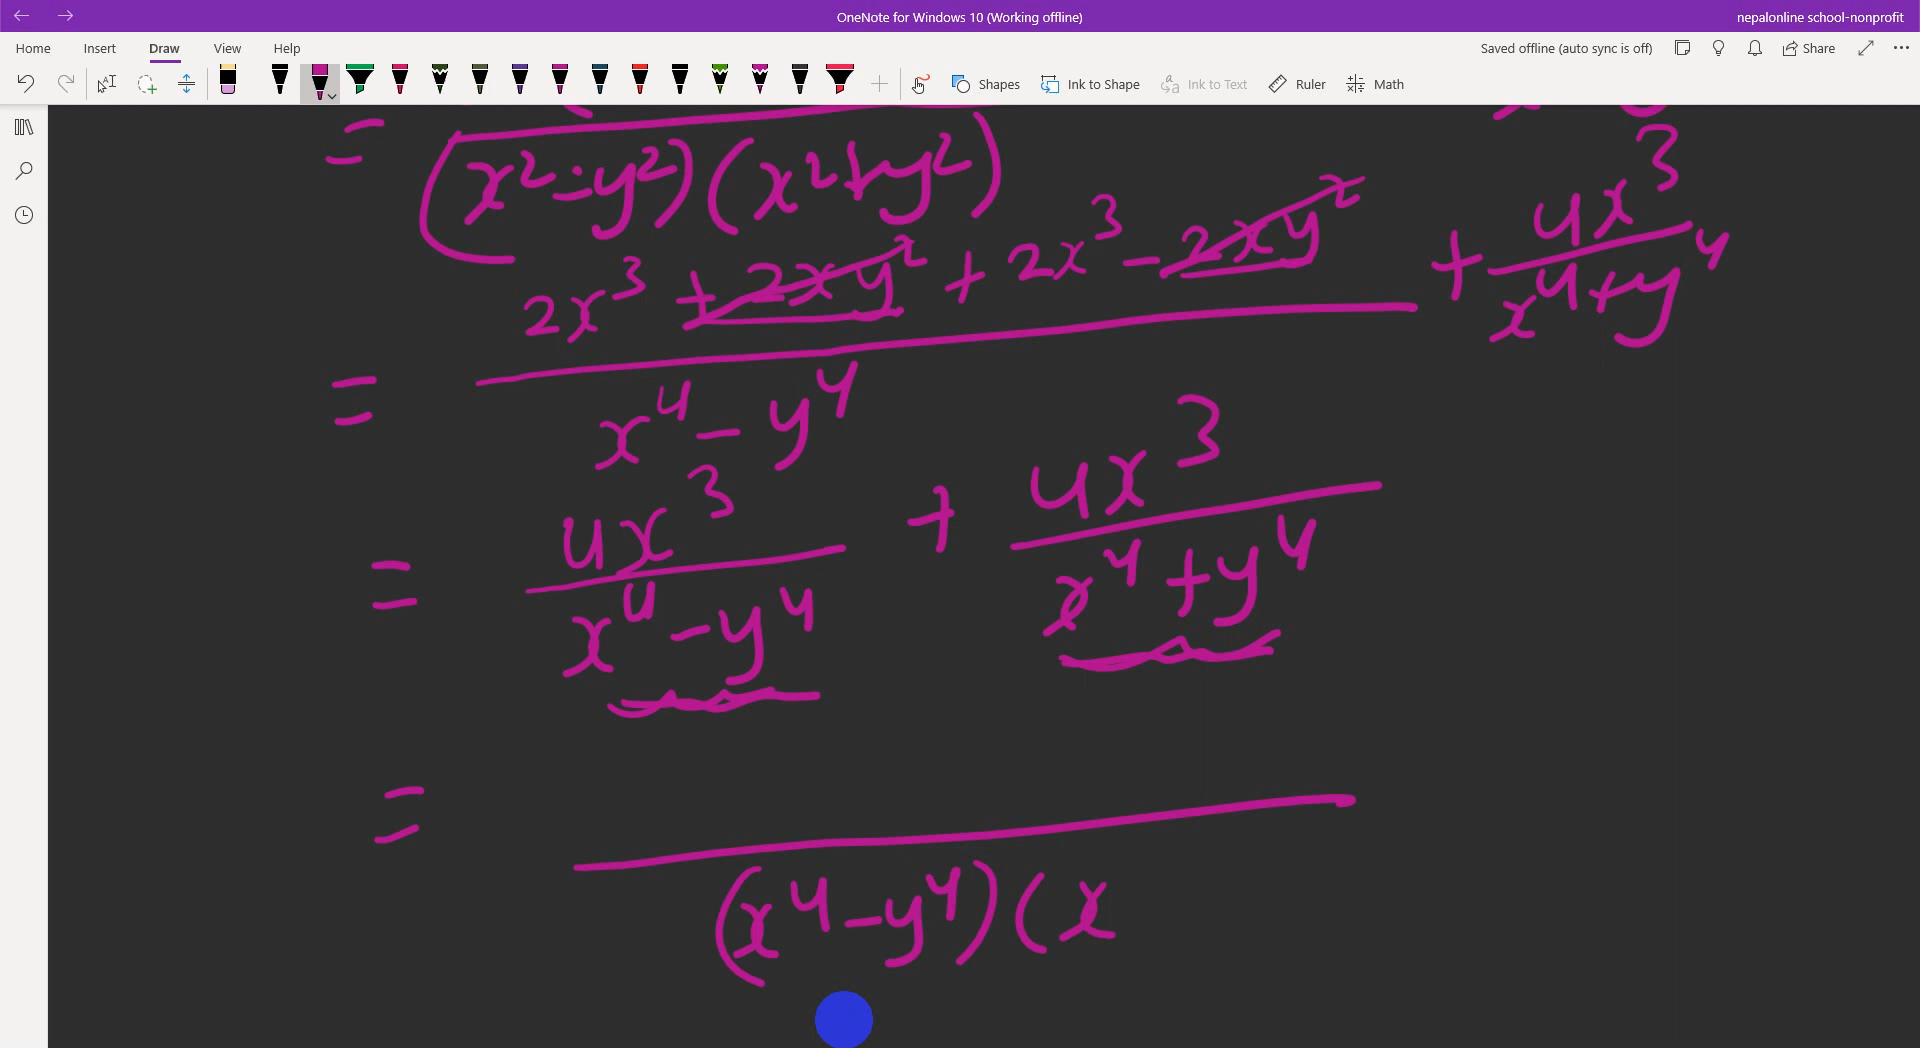 OneNote for Windows 10 (Working offline)
nepalonline school-nonprofit
Home Insert Draw View Help
Saved offline (auto sync is off) Share
Shapes Ink to Shape Ink to Text Ruler Math
= (x² - y²)(x² + y²)
= 2x³ + 2xy² + 2x³ - 2xy² / x⁴ - y⁴ + 4x³ / x⁴ + y⁴
= 4x³ / x⁴ - y⁴ + 4x³ / x⁴ + y⁴
= / (x⁴ - y⁴)(x